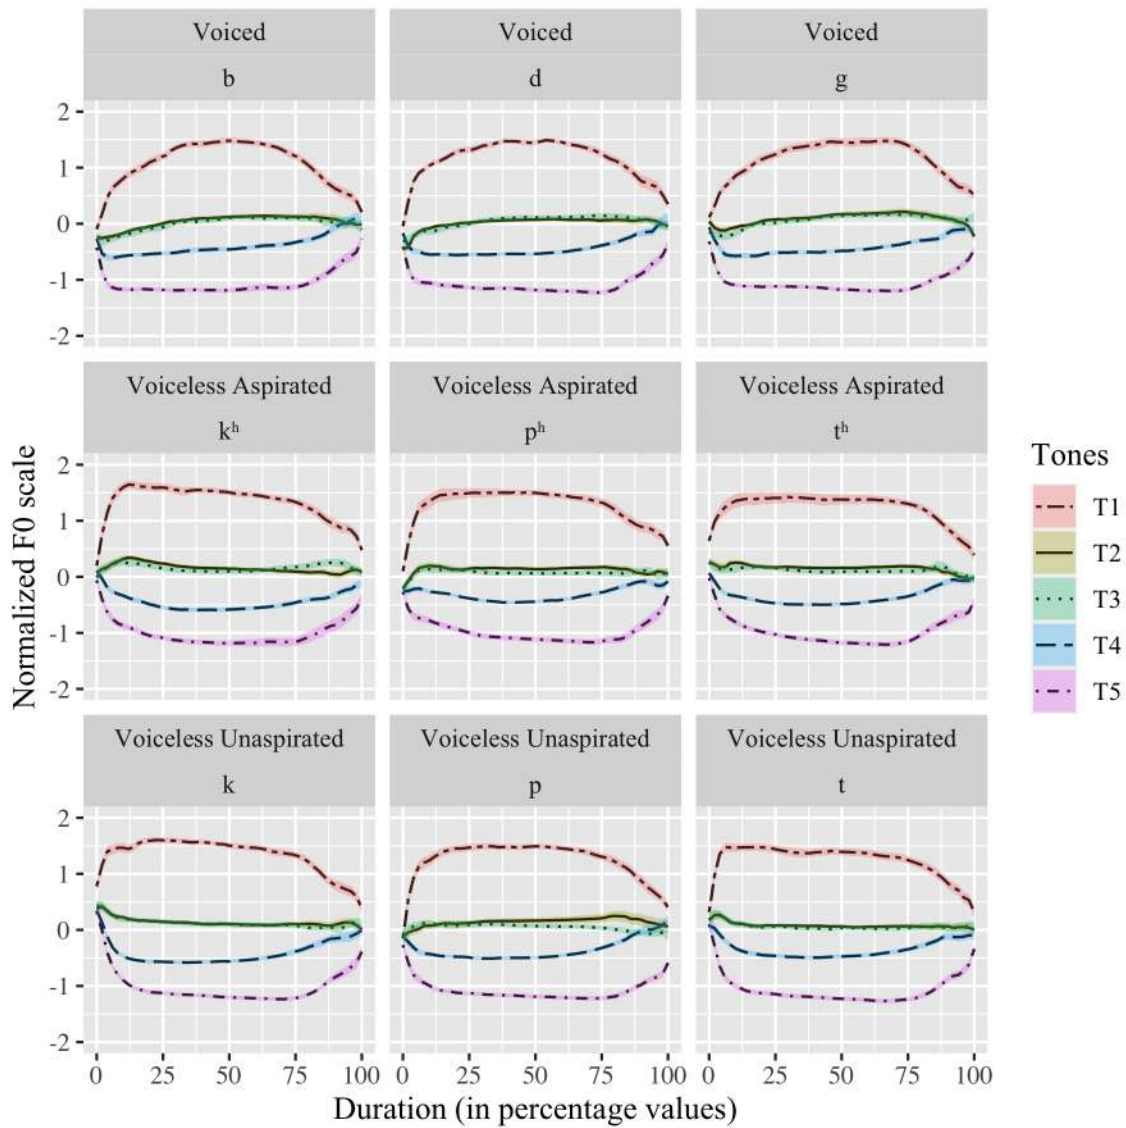 Voiced
Voiced
Voiced
b
d
g
2
1
0
-1
-2
Voiceless Aspirated
Voiceless Aspirated
Voiceless Aspirated
kʰ
pʰ
tʰ
2
1
0
-1
-2
Voiceless Unaspirated
Voiceless Unaspirated
Voiceless Unaspirated
k
p
t
2
1
0
-1
-2
0 25 50 75 100
0 25 50 75 100
0 25 50 75 100
Duration (in percentage values)
Normalized F0 scale
Tones
T1
T2
T3
T4
T5